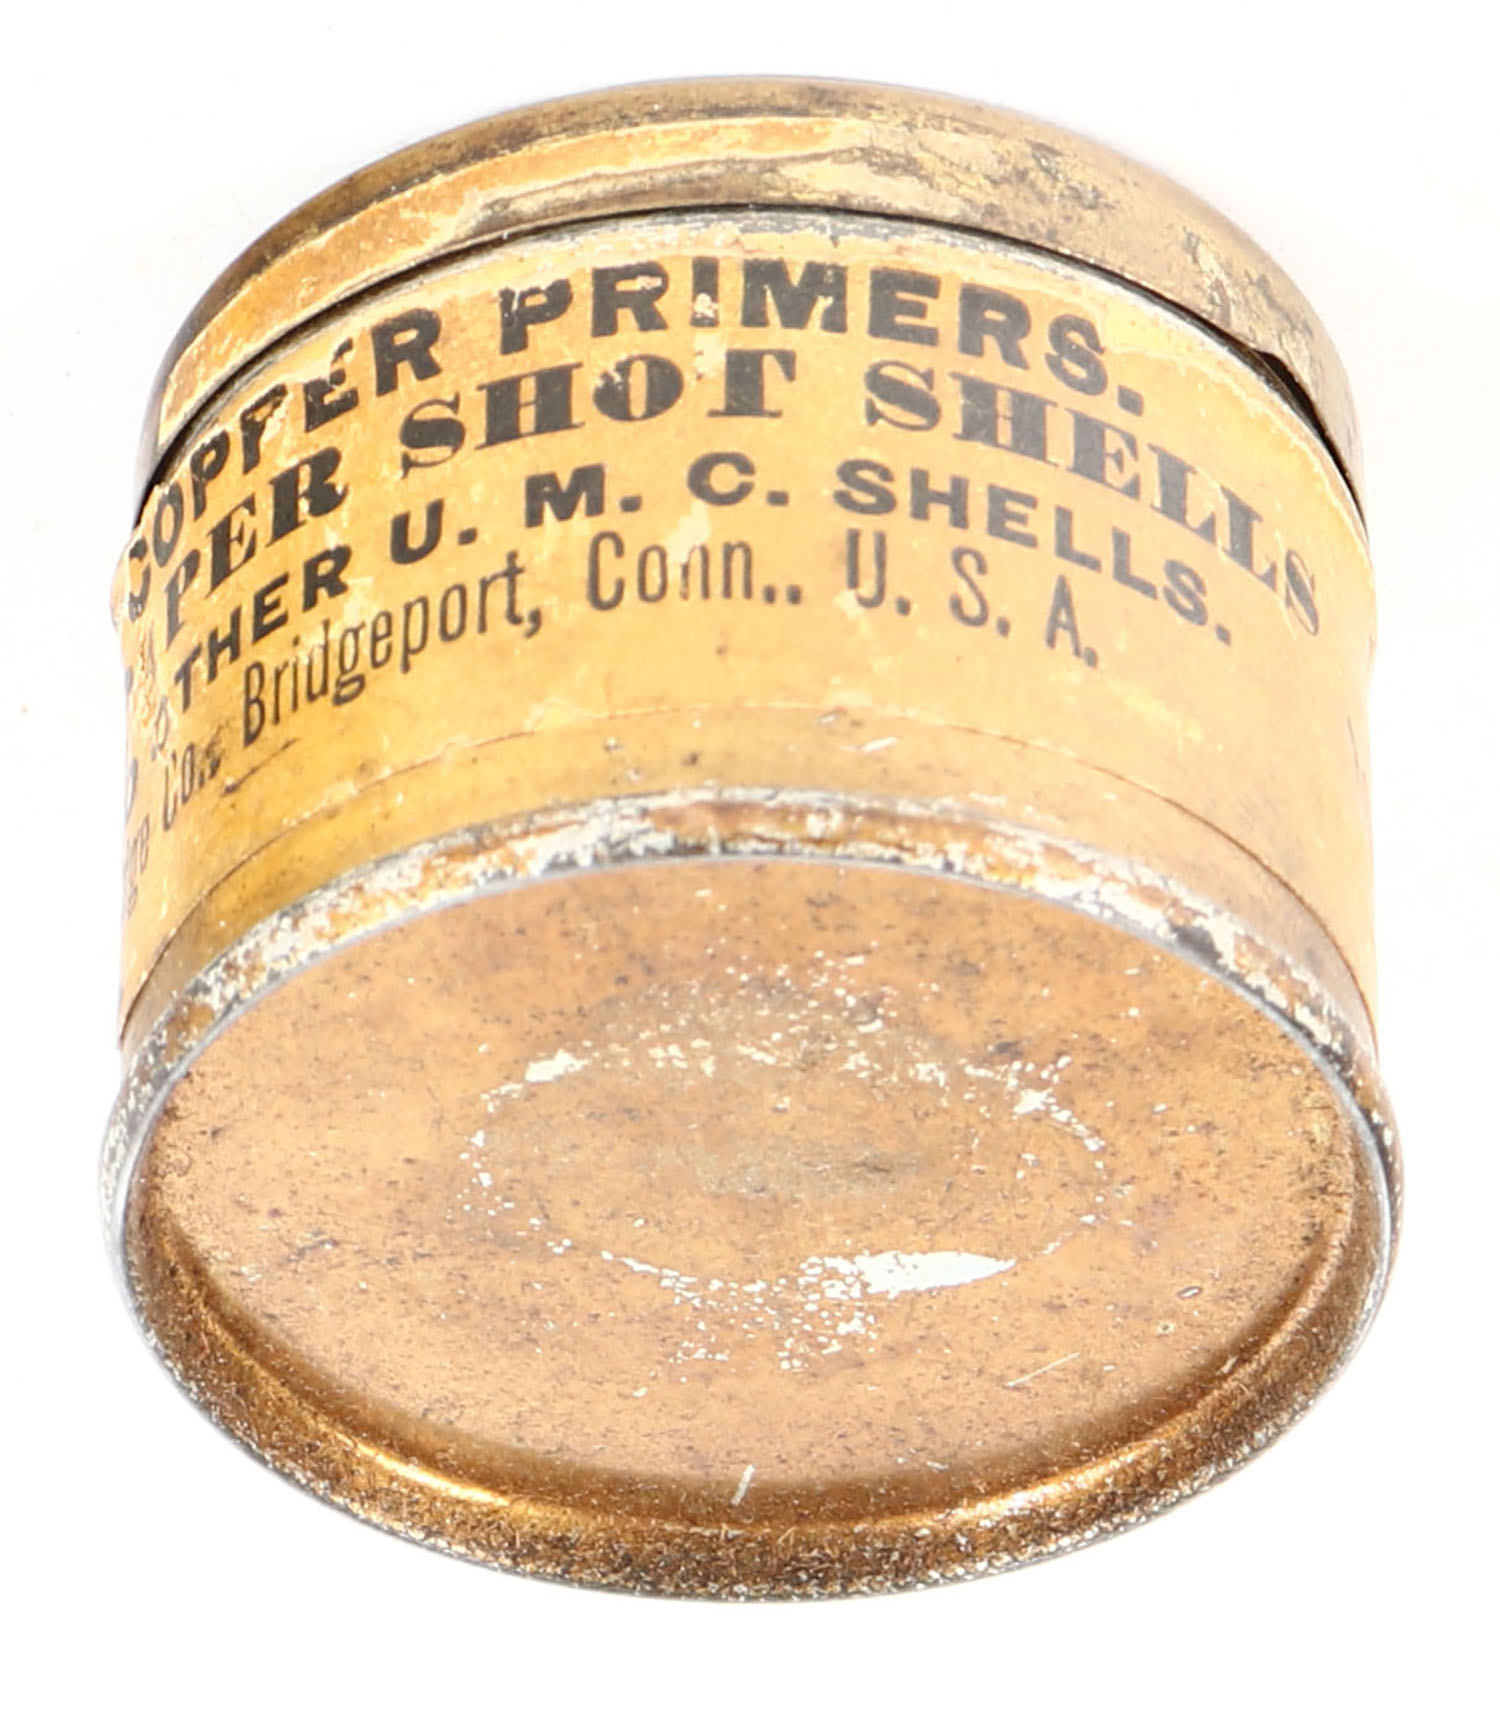 COPPER PRIMERS.
PER SHOT SHELLS
THER U. M. C. SHELLS.
Co., Bridgeport, Conn., U. S. A.